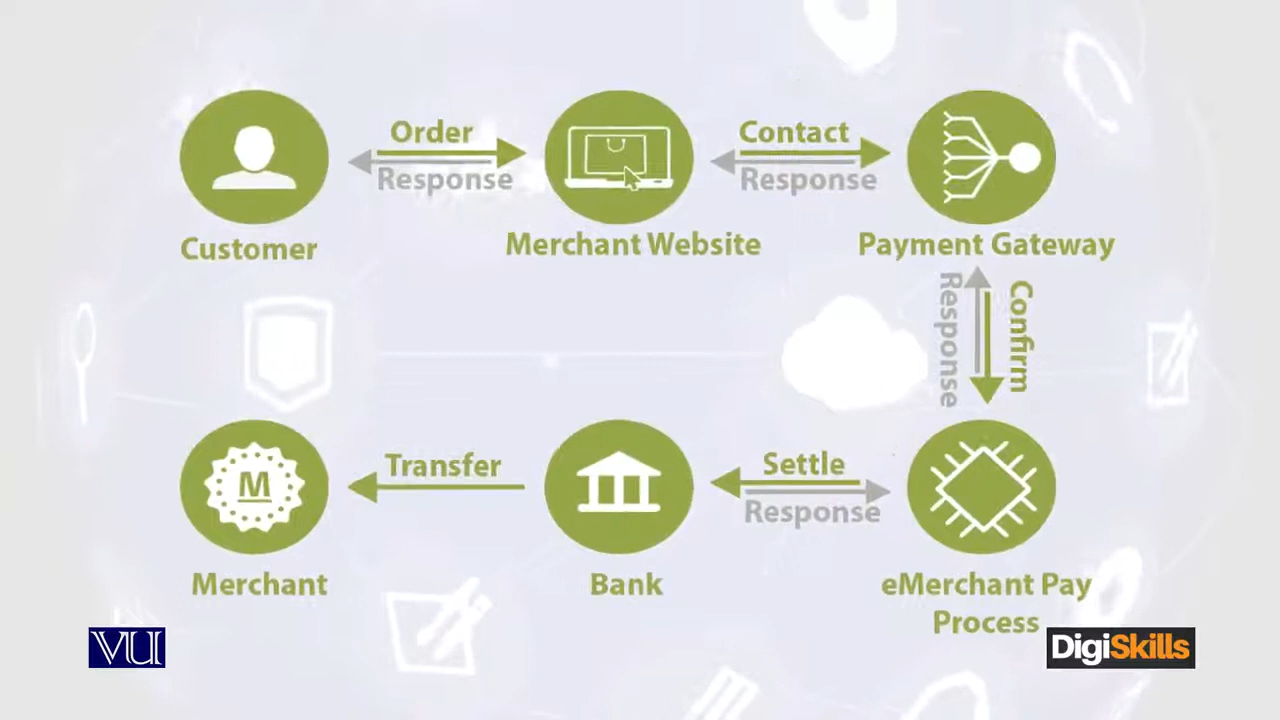 Order
Response
Customer
Merchant Website
Contact
Response
Payment Gateway
Response
Confirm
Transfer
Settle
Response
M
Merchant
Bank
eMerchant Pay
Process
VU
DigiSkills